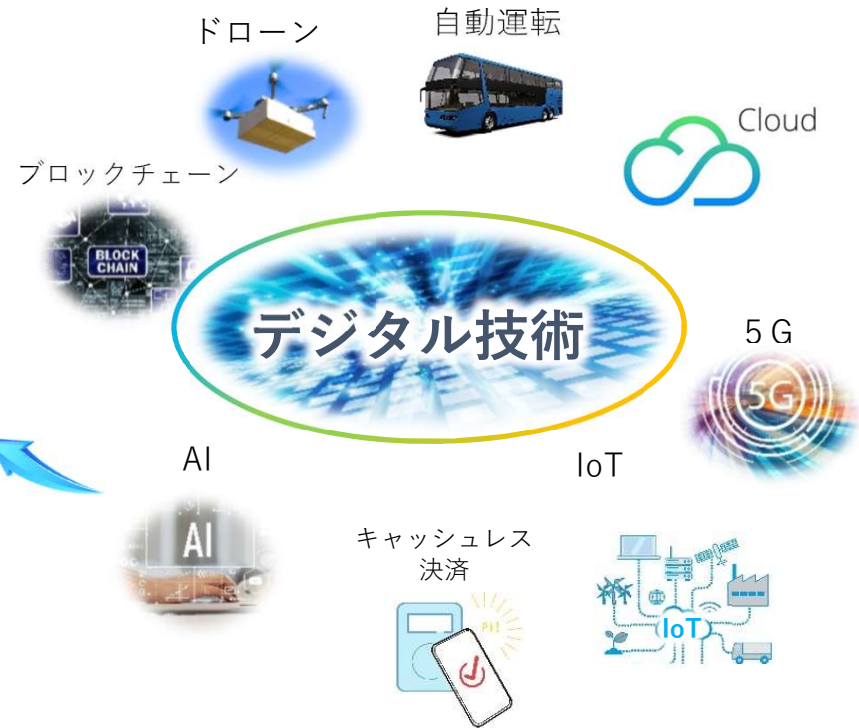 ドローン
自動運転
Cloud
ブロックチェーン
BLOCK
CHAIN
デジタル技術
5G
5G
AI
IoT
AI
キャッシュレス
決済
IoT